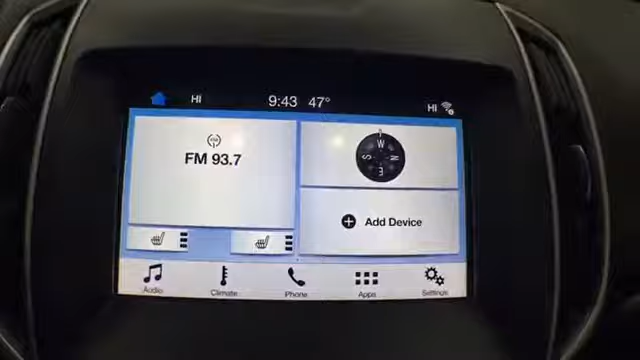 HI 9:43 47° HI
FM 93.7
W
S N
E
Add Device
Audio Climate Phone Apps Settings